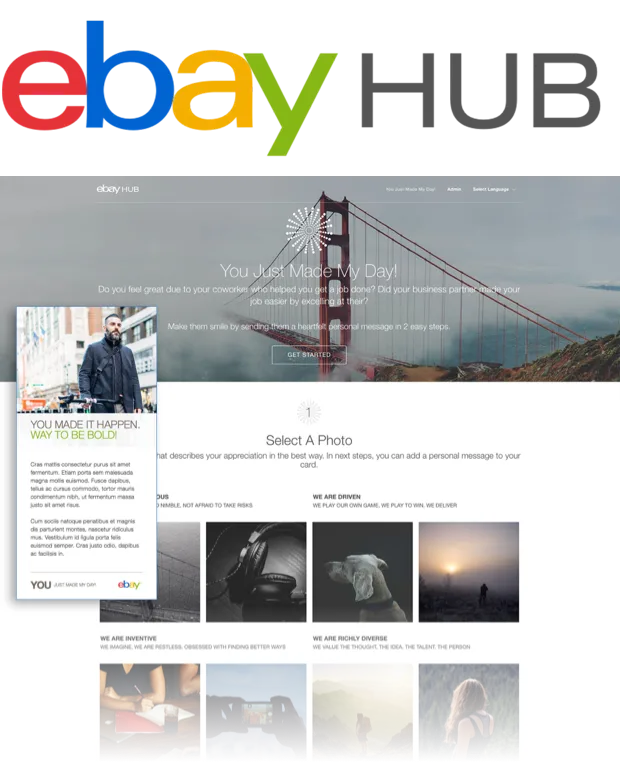 ebay HUB
ebay HUB
You Just Made My Day!
Admin
Select Language
You Just Made My Day!
Do you feel great due to your coworker who helped you get a job done? Did your business partner made your
job easier by excelling at their?
Make them smile by sending them a heartfelt personal message in 2 easy steps.
GET STARTED
YOU MADE IT HAPPEN.
WAY TO BE BOLD!
Cras mattis consectetur purus sit amet
fermentum. Etiam porta sem malesuada
magna mollis euismod. Fusce dapibus,
tellus ac cursus commodo, tortor mauris
condimentum nibh, ut fermentum massa
justo sit amet risus.
Cum sociis natoque penatibus et magnis
dis parturient montes, nascetur ridiculus
mus. Vestibulum id ligula porta felis
euismod semper. Cras justo odio, dapibus
ac facilisis in.
YOU JUST MADE MY DAY!
ebay
1
Select A Photo
hat describes your appreciation in the best way. In next steps, you can add a personal message to your
card.
OUS
NIMBLE, NOT AFRAID TO TAKE RISKS
WE ARE DRIVEN
WE PLAY OUR OWN GAME, WE PLAY TO WIN. WE DELIVER
WE ARE INVENTIVE
WE IMAGINE, WE ARE RESTLESS, OBSESSED WITH FINDING BETTER WAYS
WE ARE RICHLY DIVERSE
WE VALUE THE THOUGHT, THE IDEA, THE TALENT, THE PERSON